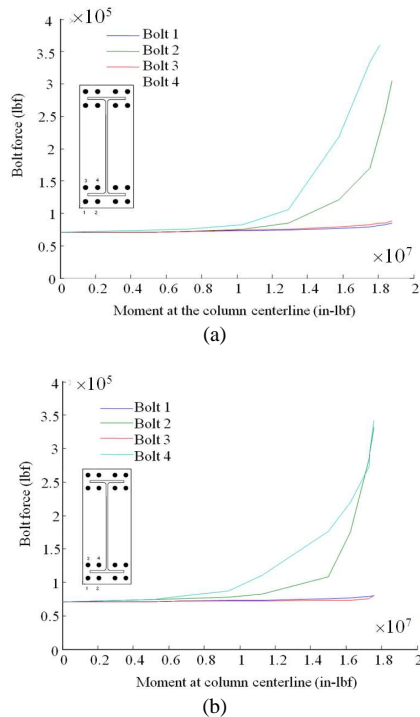 ×10⁵
4
3.5
3
2.5
2
1.5
1
0.5
0
Bolt force (lbf)
Bolt 1
Bolt 2
Bolt 3
Bolt 4
3 4
1 2
0 0.2 0.4 0.6 0.8 1 1.2 1.4 1.6 1.8 2
×10⁷
Moment at the column centerline (in-lbf)
(a)
×10⁵
4
3.5
3
2.5
2
1.5
1
0.5
0
Bolt force (lbf)
Bolt 1
Bolt 2
Bolt 3
Bolt 4
3 4
1 2
×10⁷
0 0.2 0.4 0.6 0.8 1 1.2 1.4 1.6 1.8 2
Moment at column centerline (in-lbf)
(b)